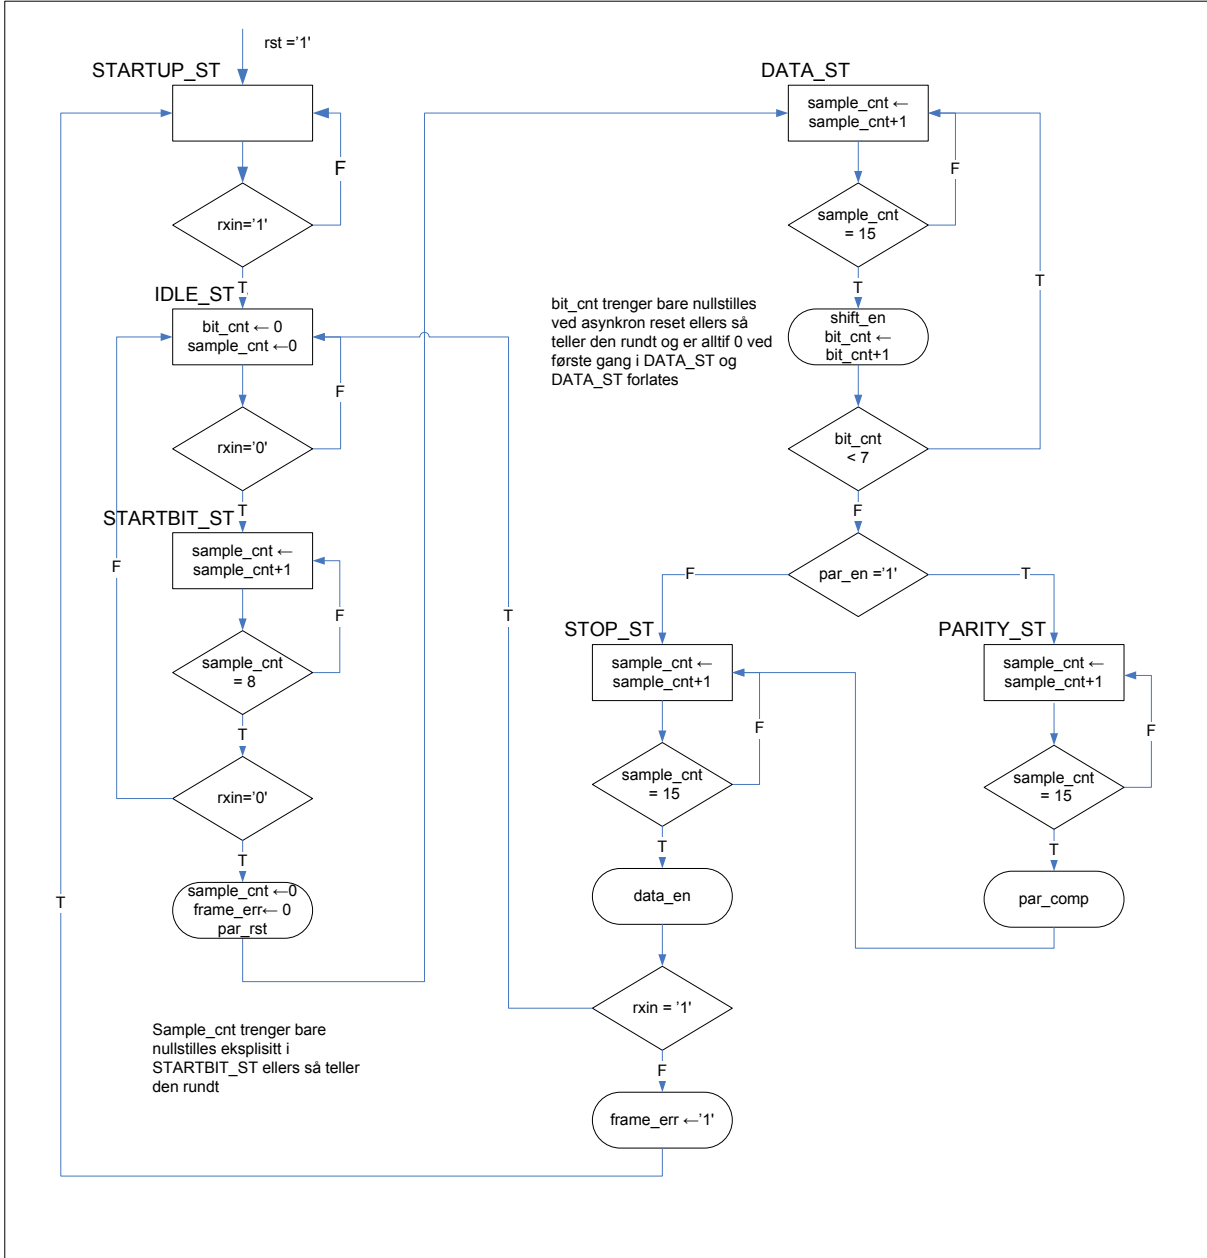 rst ='1'
STARTUP_ST
F
rxin='1'
T
IDLE_ST
bit_cnt ← 0
sample_cnt ←0
F
rxin='0'
T
STARTBIT_ST
sample_cnt ←
sample_cnt+1
F
F
sample_cnt
= 8
T
rxin='0'
T
sample_cnt ←0
frame_err← 0
par_rst
T
Sample_cnt trenger bare
nullstilles eksplisitt i
STARTBIT_ST ellers så teller
den rundt
DATA_ST
sample_cnt ←
sample_cnt+1
F
sample_cnt
= 15
T
T
bit_cnt trenger bare nullstilles
ved asynkron reset ellers så
teller den rundt og er alltif 0 ved
første gang i DATA_ST og
DATA_ST forlates
shift_en
bit_cnt ←
bit_cnt+1
bit_cnt
< 7
F
par_en ='1'
F
T
T
STOP_ST
sample_cnt ←
sample_cnt+1
F
sample_cnt
= 15
T
data_en
rxin = '1'
F
frame_err ←'1'
PARITY_ST
sample_cnt ←
sample_cnt+1
F
sample_cnt
= 15
T
par_comp